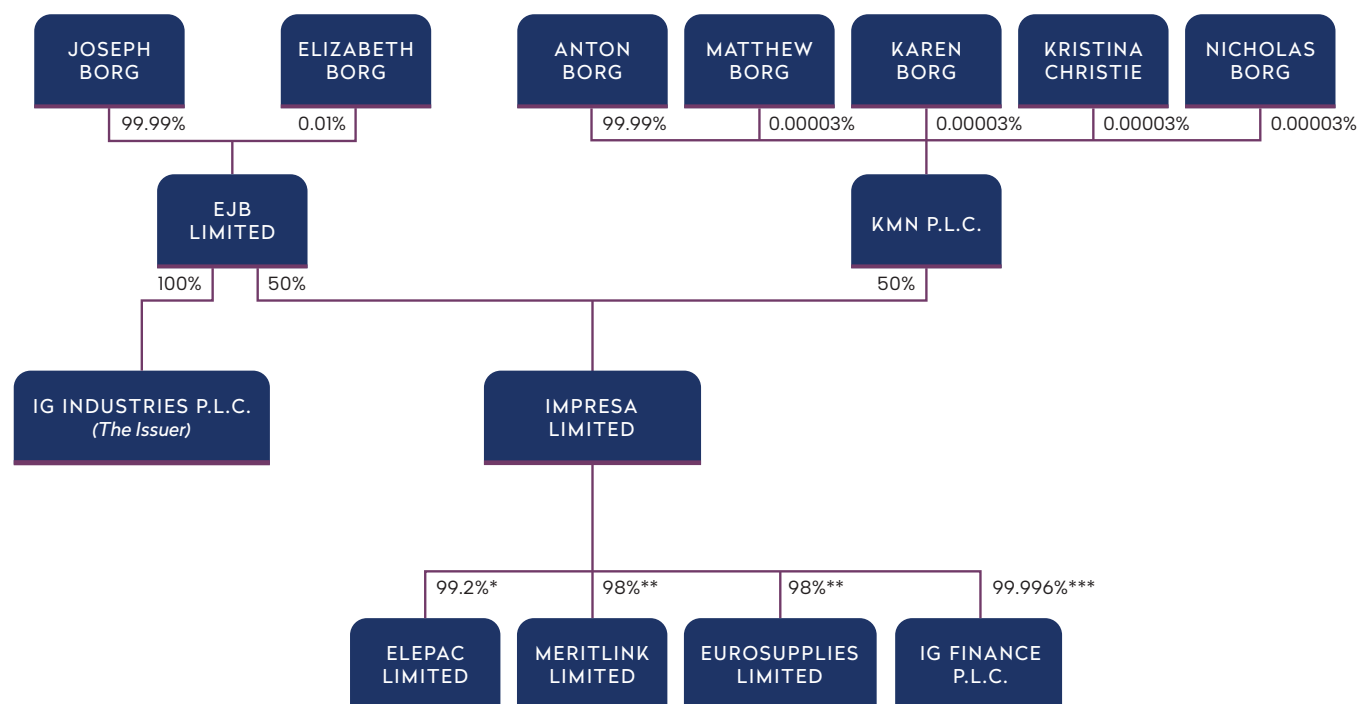 JOSEPH
BORG
ELIZABETH
BORG
ANTON
BORG
MATTHEW
BORG
KAREN
BORG
KRISTINA
CHRISTIE
NICHOLAS
BORG
99.99%
0.01%
99.99%
0.00003%
0.00003%
0.00003%
0.00003%
EJB
LIMITED
KMN P.L.C.
100%
50%
50%
IG INDUSTRIES P.L.C.
(The Issuer)
IMPRESA
LIMITED
99.2%*
98%**
98%**
99.996%***
ELEPAC
LIMITED
MERITLINK
LIMITED
EUROSUPPLIES
LIMITED
IG FINANCE
P.L.C.